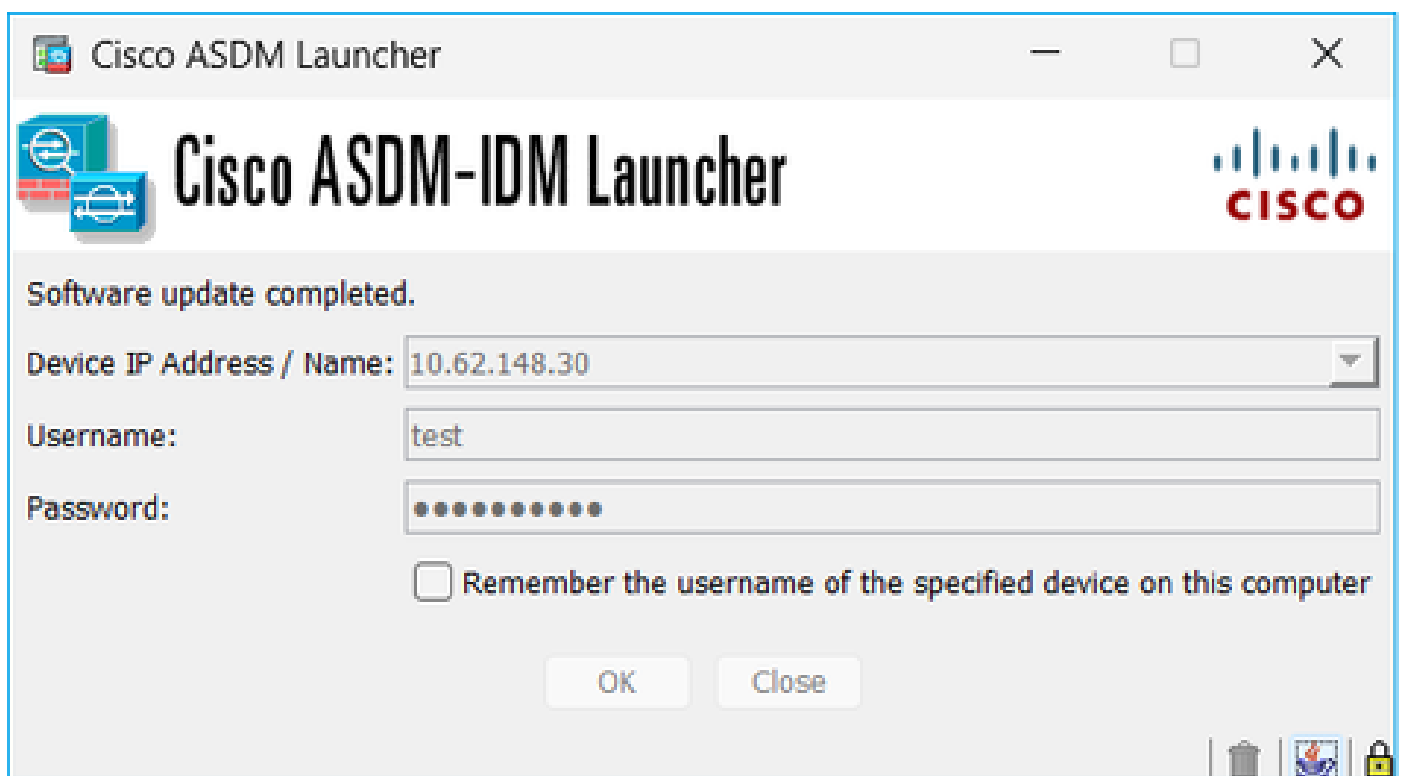 Cisco ASDM Launcher
Cisco ASDM-IDM Launcher
CISCO
Software update completed.
Device IP Address / Name: 10.62.148.30
Username: test
Password: ••••••••••
Remember the username of the specified device on this computer
OK Close